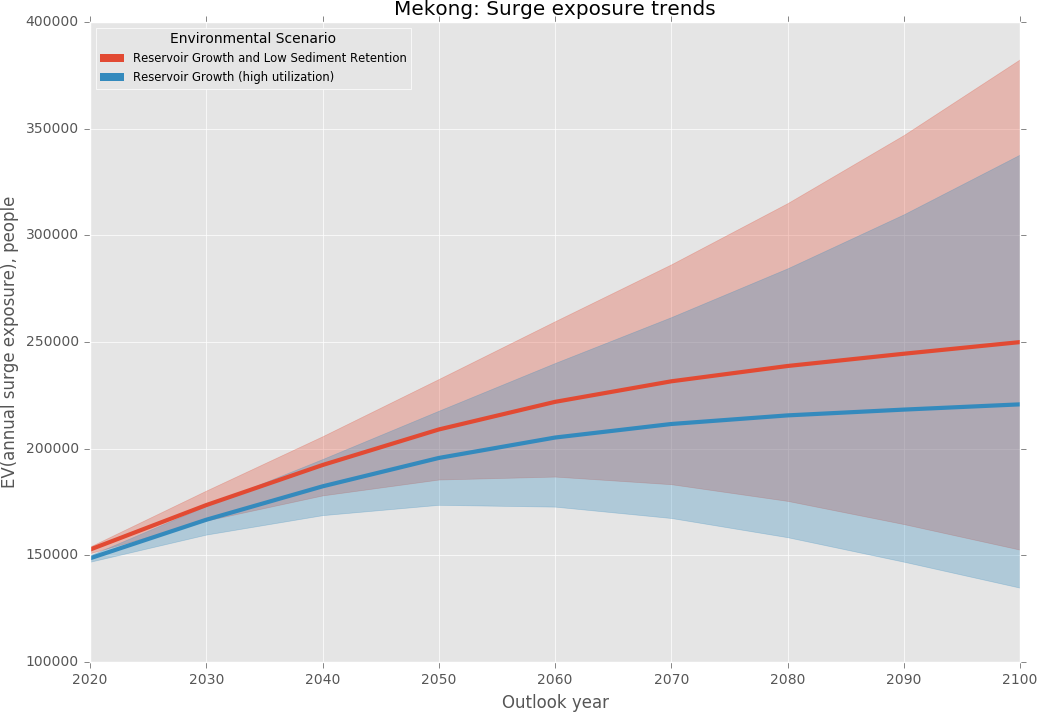 Mekong: Surge exposure trends
Environmental Scenario
Reservoir Growth and Low Sediment Retention
Reservoir Growth (high utilization)
EV(annual surge exposure), people
400000
350000
300000
250000
200000
150000
100000
2020 2030 2040 2050 2060 2070 2080 2090 2100
Outlook year